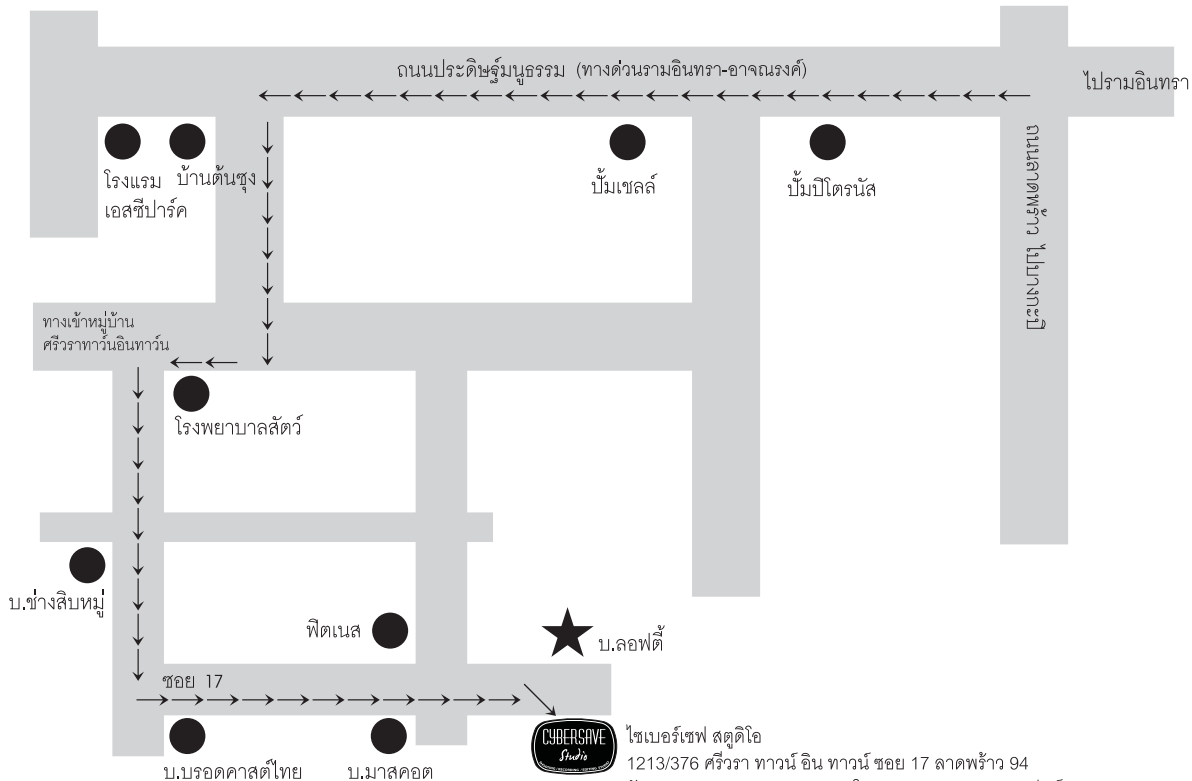 ถนนประดิษฐ์มนูธรรม (ทางด่วนรามอินทรา-อาจณรงค์)
ไปรามอินทรา
ถนนลาดพร้าว ไปบางกะปิ
โรงแรม
เอสซีปาร์ค
บ้านต้นซุง
ปั๊มเชลล์
ปั๊มปิโตรนัส
ทางเข้าหมู่บ้าน
ศรีวราทาว์นอินทาว์น
โรงพยาบาลสัตว์
บ.ช่างสิบหมู่
ฟิตเนส
บ.ลอฟตี้
ซอย 17
บ.บรอดคาสต์ไทย
บ.มาสคอต
CYBERSAVE
Studio
ไซเบอร์เซฟ สตูดิโอ
1213/376 ศรีวรา ทาวน์ อิน ทาวน์ ซอย 17 ลาดพร้าว 94